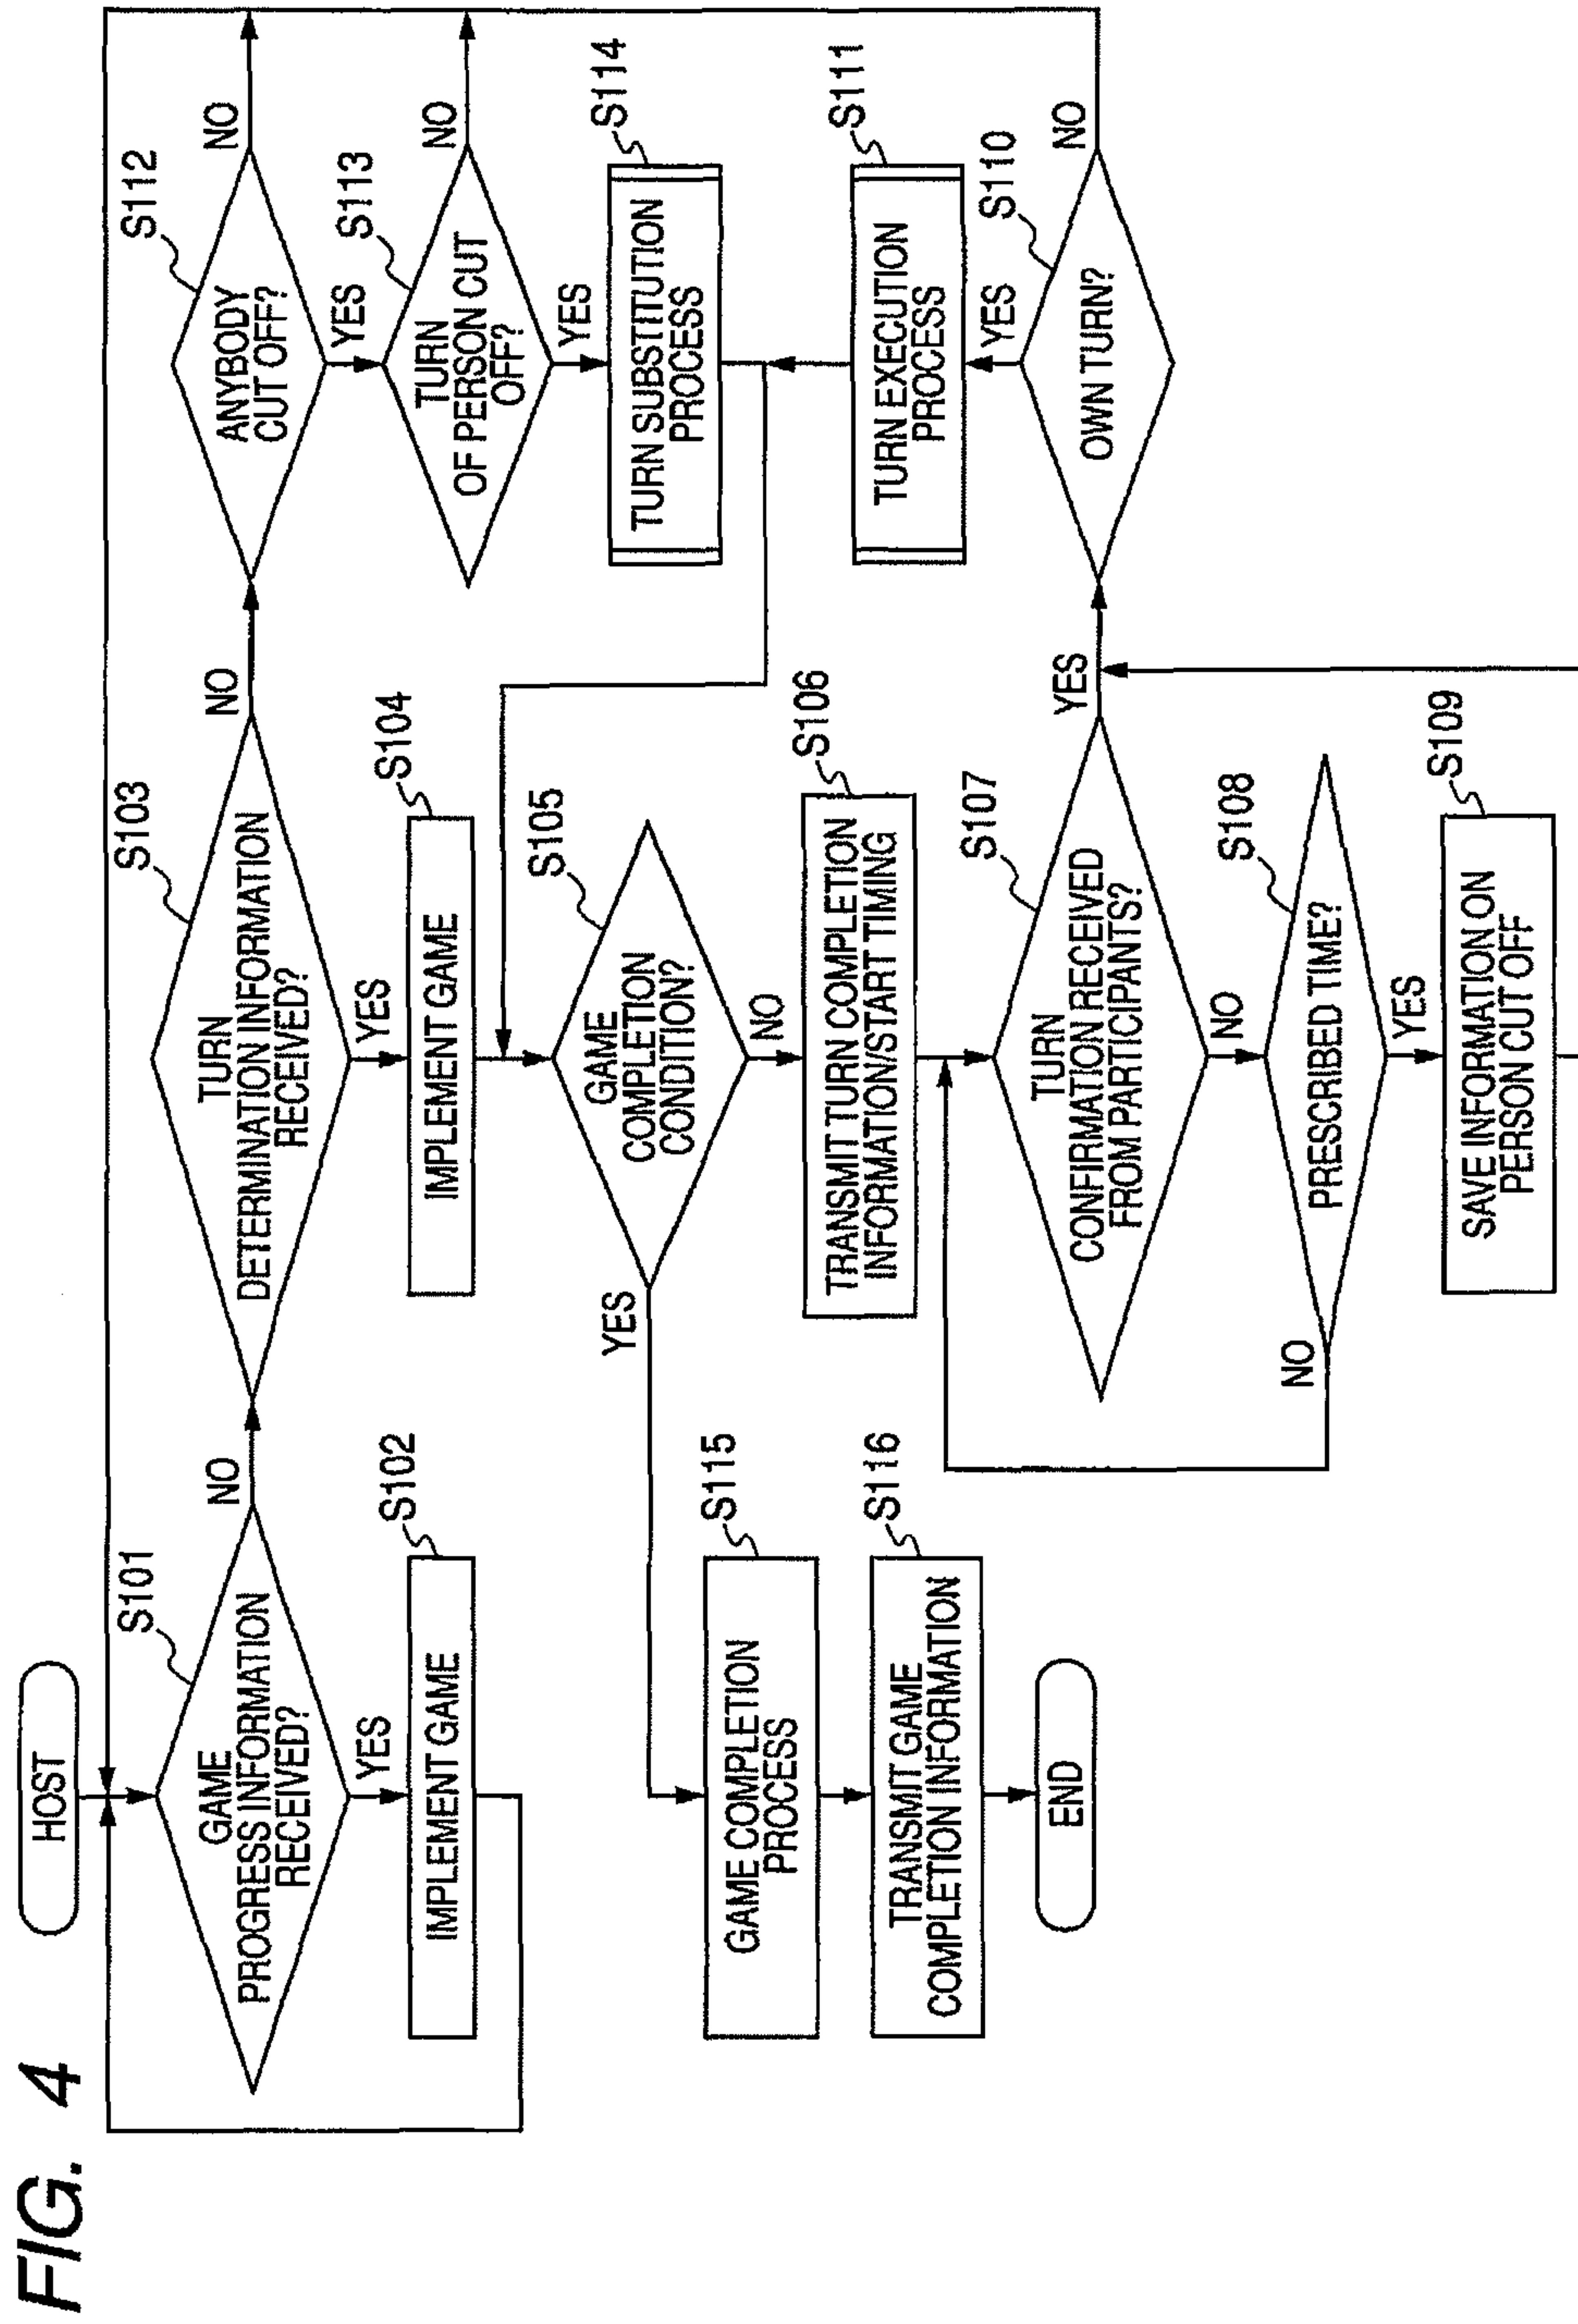 FIG. 4
HOST
S101
GAME
PROGRESS INFORMATION
RECEIVED?
NO
YES
S102
IMPLEMENT GAME
S103
TURN
DETERMINATION INFORMATION
RECEIVED?
NO
YES
S104
IMPLEMENT GAME
S112
ANYBODY
CUT OFF?
NO
YES
S113
TURN
OF PERSON CUT
OFF?
NO
YES
S114
TURN SUBSTITUTION
PROCESS
S105
GAME
COMPLETION
CONDITION?
YES
NO
S106
TRANSMIT TURN COMPLETION
INFORMATION/START TIMING
S107
TURN
CONFIRMATION RECEIVED
FROM PARTICIPANTS?
YES
NO
S108
PRESCRIBED TIME?
NO
YES
S109
SAVE INFORMATION ON
PERSON CUT OFF
S111
TURN EXECUTION
PROCESS
YES
S110
OWN TURN?
NO
S115
GAME COMPLETION
PROCESS
S116
TRANSMIT GAME
COMPLETION INFORMATION
END